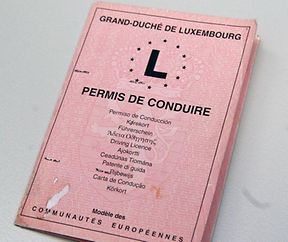 GRAND-DUCHÉ DE LUXEMBOURG
L
PERMIS DE CONDUIRE
Permiso de Conducción
Kørekort
Führerschein
Άδεια Οδήγησης
Driving Licence
Ajokortti
Ceadúnas Tiomána
Patente di guida
Rijbewijs
Carta de Condução
Körkort
Modèle des
COMMUNAUTÉS EUROPÉENNES